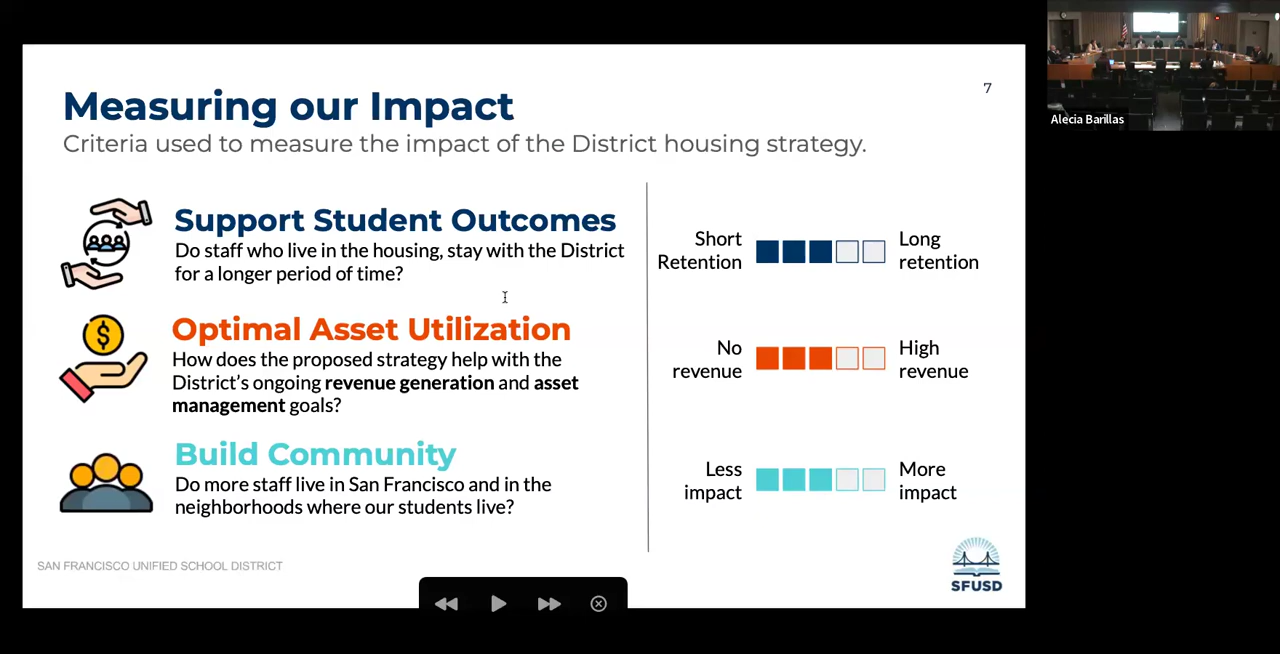 7
Measuring our Impact
Criteria used to measure the impact of the District housing strategy.
Support Student Outcomes
Do staff who live in the housing, stay with the District
for a longer period of time?
Short
Retention
Long
retention
$
Optimal Asset Utilization
How does the proposed strategy help with the
District's ongoing revenue generation and asset
management goals?
No
revenue
High
revenue
Build Community
Do more staff live in San Francisco and in the
neighborhoods where our students live?
Less
impact
More
impact
SAN FRANCISCO UNIFIED SCHOOL DISTRICT
SFUSD
Alecia Barillas